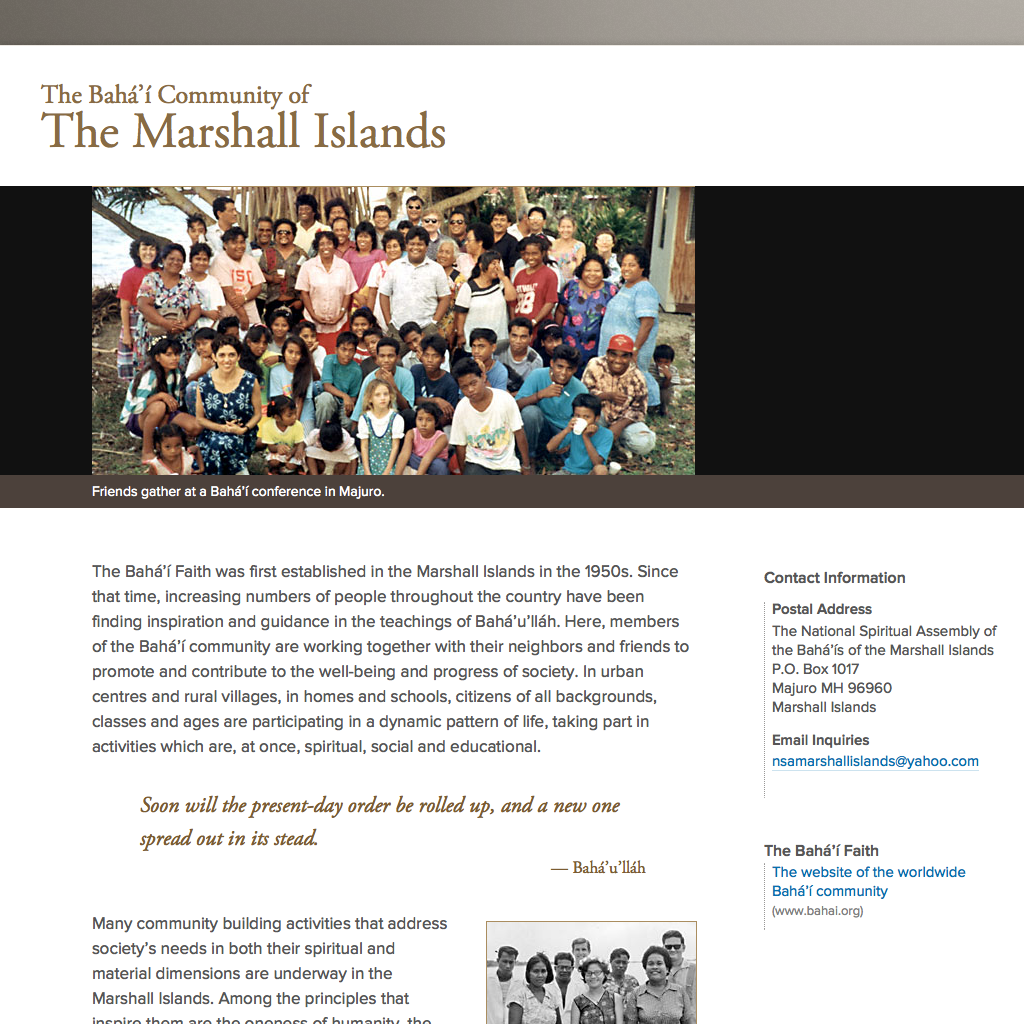 The Bahá’í Community of
The Marshall Islands
Friends gather at a Bahá’í conference in Majuro.
The Bahá’í Faith was first established in the Marshall Islands in the 1950s. Since
that time, increasing numbers of people throughout the country have been
finding inspiration and guidance in the teachings of Bahá’u’lláh. Here, members
of the Bahá’í community are working together with their neighbors and friends to
promote and contribute to the well-being and progress of society. In urban
centres and rural villages, in homes and schools, citizens of all backgrounds,
classes and ages are participating in a dynamic pattern of life, taking part in
activities which are, at once, spiritual, social and educational.
Soon will the present-day order be rolled up, and a new one
spread out in its stead.
— Bahá’u’lláh
Many community building activities that address
society’s needs in both their spiritual and
material dimensions are underway in the
Marshall Islands. Among the principles that
inspire them are the oneness of humanity, the
Contact Information
Postal Address
The National Spiritual Assembly of
the Bahá’ís of the Marshall Islands
P.O. Box 1017
Majuro MH 96960
Marshall Islands
Email Inquiries
nsamarshallislands@yahoo.com
The Bahá’í Faith
The website of the worldwide
Bahá’í community
(www.bahai.org)